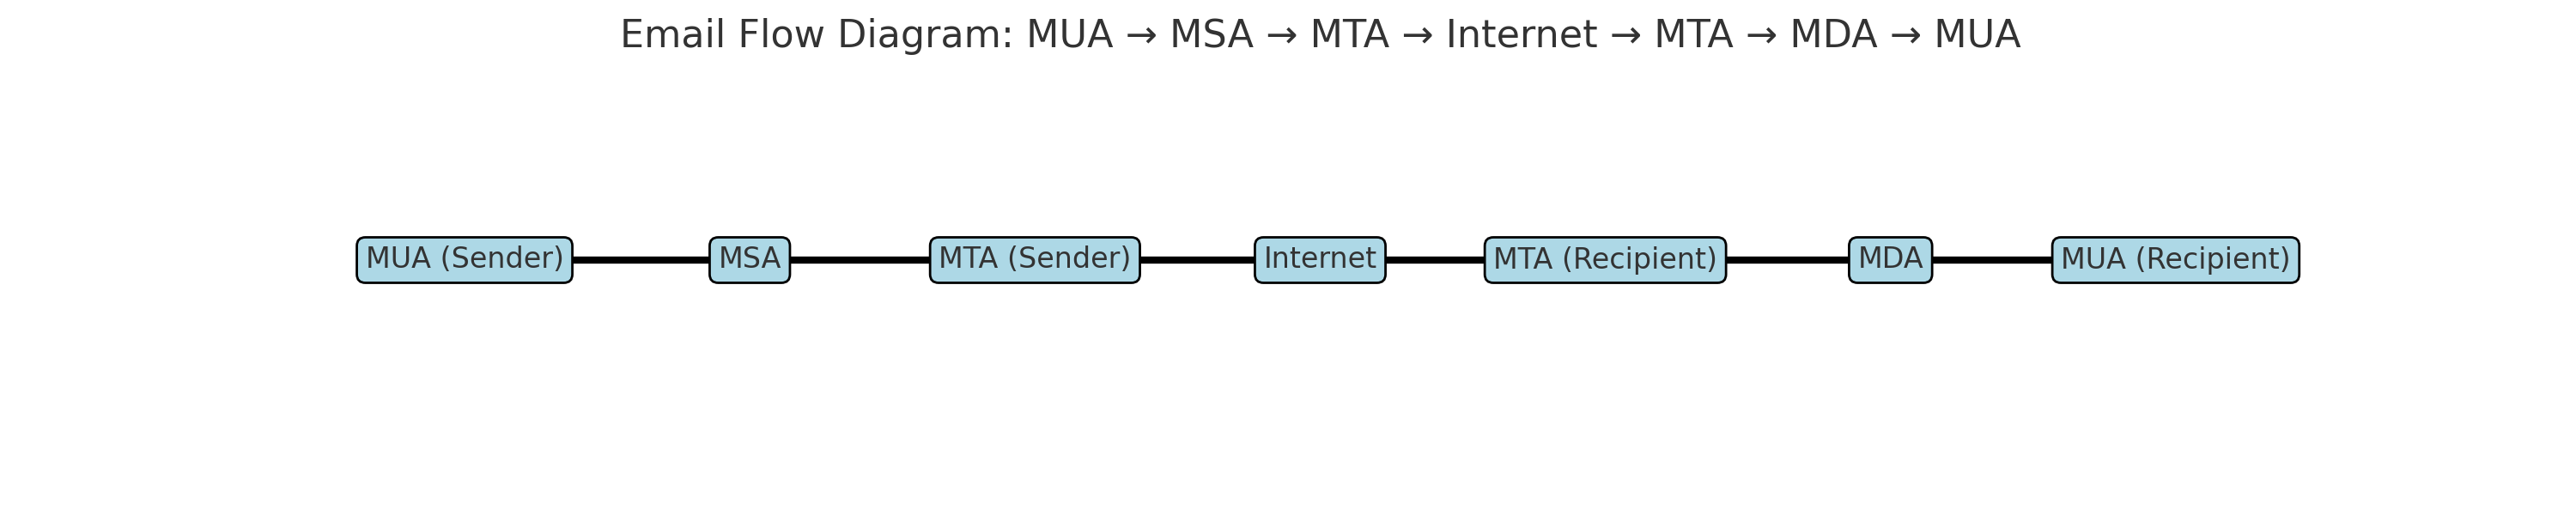 Email Flow Diagram: MUA → MSA → MTA → Internet → MTA → MDA → MUA
MUA (Sender) MSA MTA (Sender) Internet MTA (Recipient) MDA MUA (Recipient)